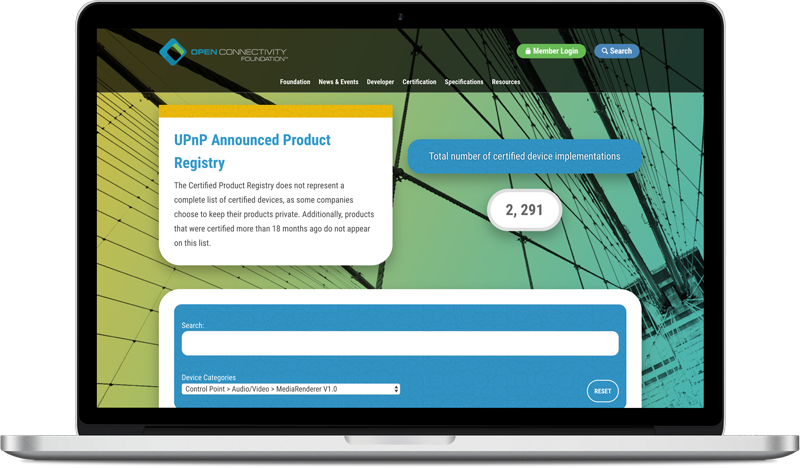 OPEN CONNECTIVITY
FOUNDATION
Member Login
Search
Foundation News & Events Developer Certification Specifications Resources
UPnP Announced Product
Registry
The Certified Product Registry does not represent a
complete list of certified devices, as some companies
choose to keep their products private. Additionally, products
that were certified more than 18 months ago do not appear
on this list.
Total number of certified device implementations
2, 291
Search:
Device Categories
Control Point > Audio/Video > MediaRenderer V1.0
RESET